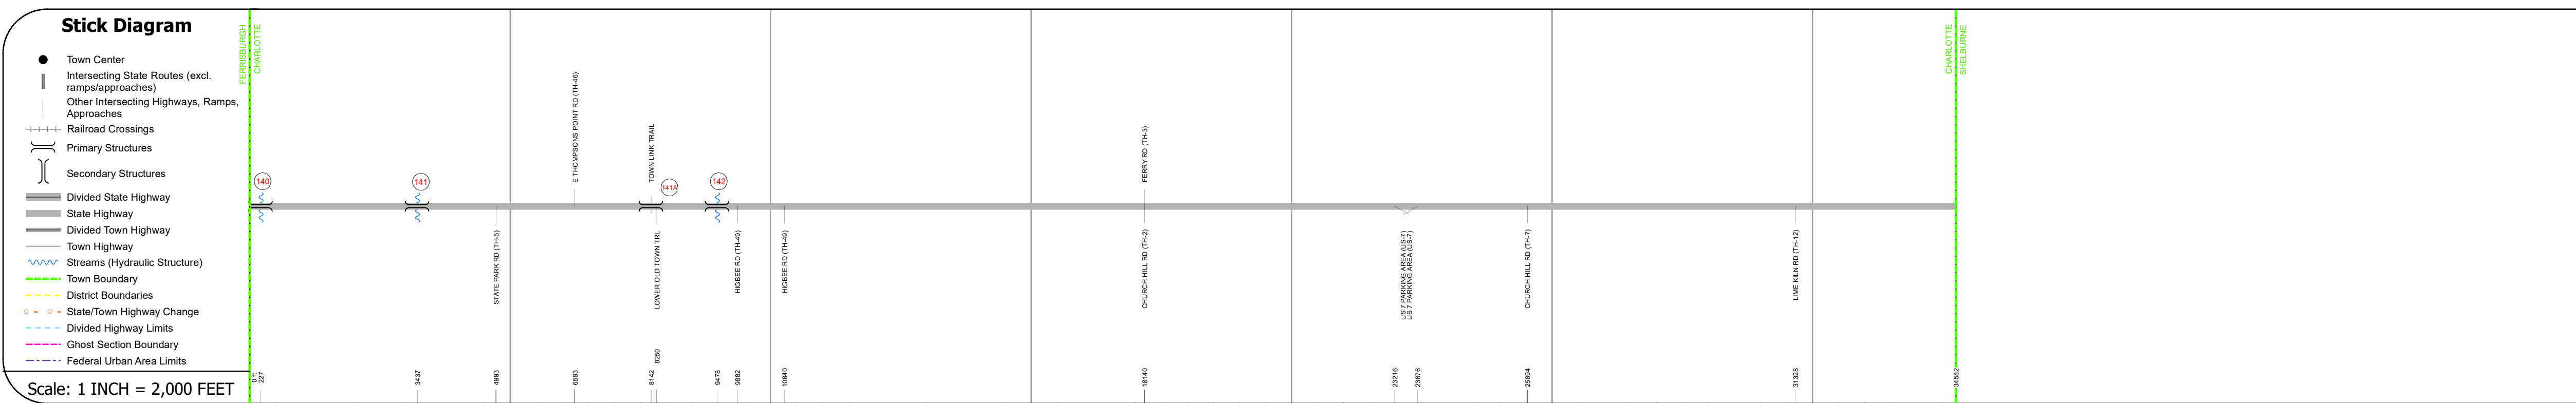 Stick Diagram
Town Center
Intersecting State Routes (excl.
ramps/approaches)
Other Intersecting Highways, Ramps,
Approaches
Railroad Crossings
Primary Structures
Secondary Structures
Divided State Highway
State Highway
Divided Town Highway
Town Highway
Streams (Hydraulic Structure)
Town Boundary
District Boundaries
State/Town Highway Change
Divided Highway Limits
Ghost Section Boundary
Federal Urban Area Limits
Scale: 1 INCH = 2,000 FEET
FERRISBURGH
CHARLOTTE
CHARLOTTE
SHELBURNE
E THOMPSONS POINT RD (TH-46)
TOWN LINK TRAIL
FERRY RD (TH-3)
140
141
141A
142
STATE PARK RD (TH-5)
LOWER OLD TOWN TRL
HIGBEE RD (TH-49)
HIGBEE RD (TH-49)
CHURCH HILL RD (TH-2)
US 7 PARKING AREA (US-7)
US 7 PARKING AREA (US-7)
CHURCH HILL RD (TH-7)
LIME KILN RD (TH-12)
0 ft
227
3437
4993
6593
8142
8250
9478
9882
10840
18140
23216
23676
25894
31328
34582